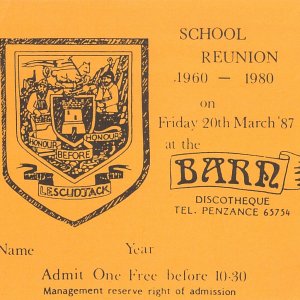 SCHOOL
REUNION
1960 - 1980
on
Friday 20th March '87
at the
BARN
DISCOTHEQUE
TEL. PENZANCE 65754
HONOUR
BEFORE
HONOUR
LESCUDJACK
Name Year
Admit One Free before 10·30
Management reserve right of admission